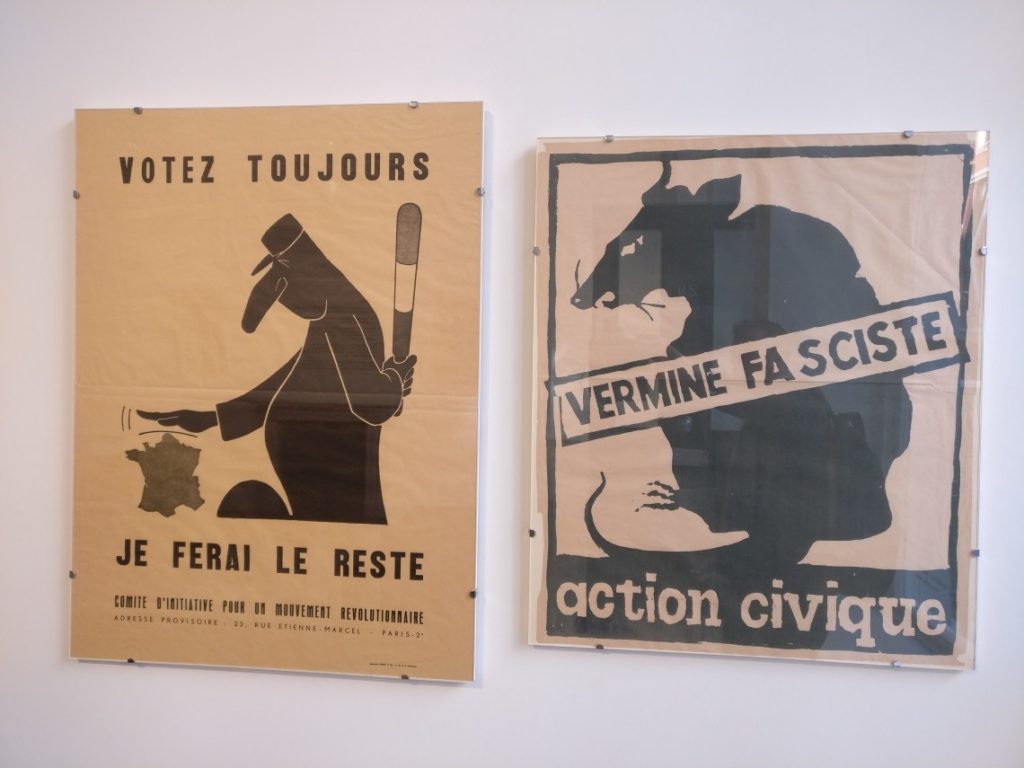 VOTEZ TOUJOURS
JE FERAI LE RESTE
COMITE D'INITIATIVE POUR UN MOUVEMENT REVOLUTIONNAIRE
ADRESSE PROVISOIRE - 23, RUE ETIENNE-MARCEL - PARIS-2e
VERMINE FASCISTE
action civique